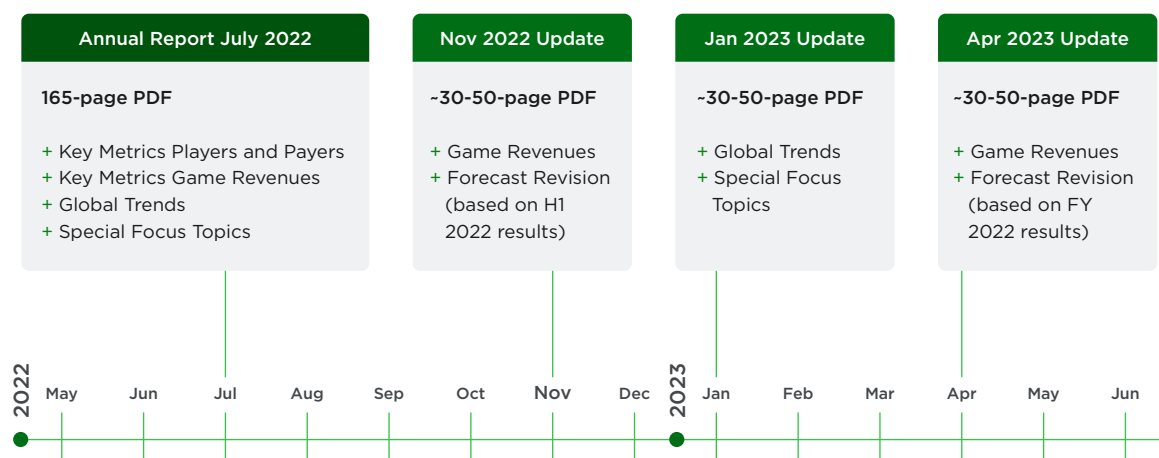 Annual Report July 2022
165-page PDF
+ Key Metrics Players and Payers
+ Key Metrics Game Revenues
+ Global Trends
+ Special Focus Topics
Nov 2022 Update
~30-50-page PDF
+ Game Revenues
+ Forecast Revision
(based on H1
2022 results)
Jan 2023 Update
~30-50-page PDF
+ Global Trends
+ Special Focus
Topics
Apr 2023 Update
~30-50-page PDF
+ Game Revenues
+ Forecast Revision
(based on FY
2022 results)
2022
May
Jun
Jul
Aug
Sep
Oct
Nov
Dec
2023
Jan
Feb
Mar
Apr
May
Jun